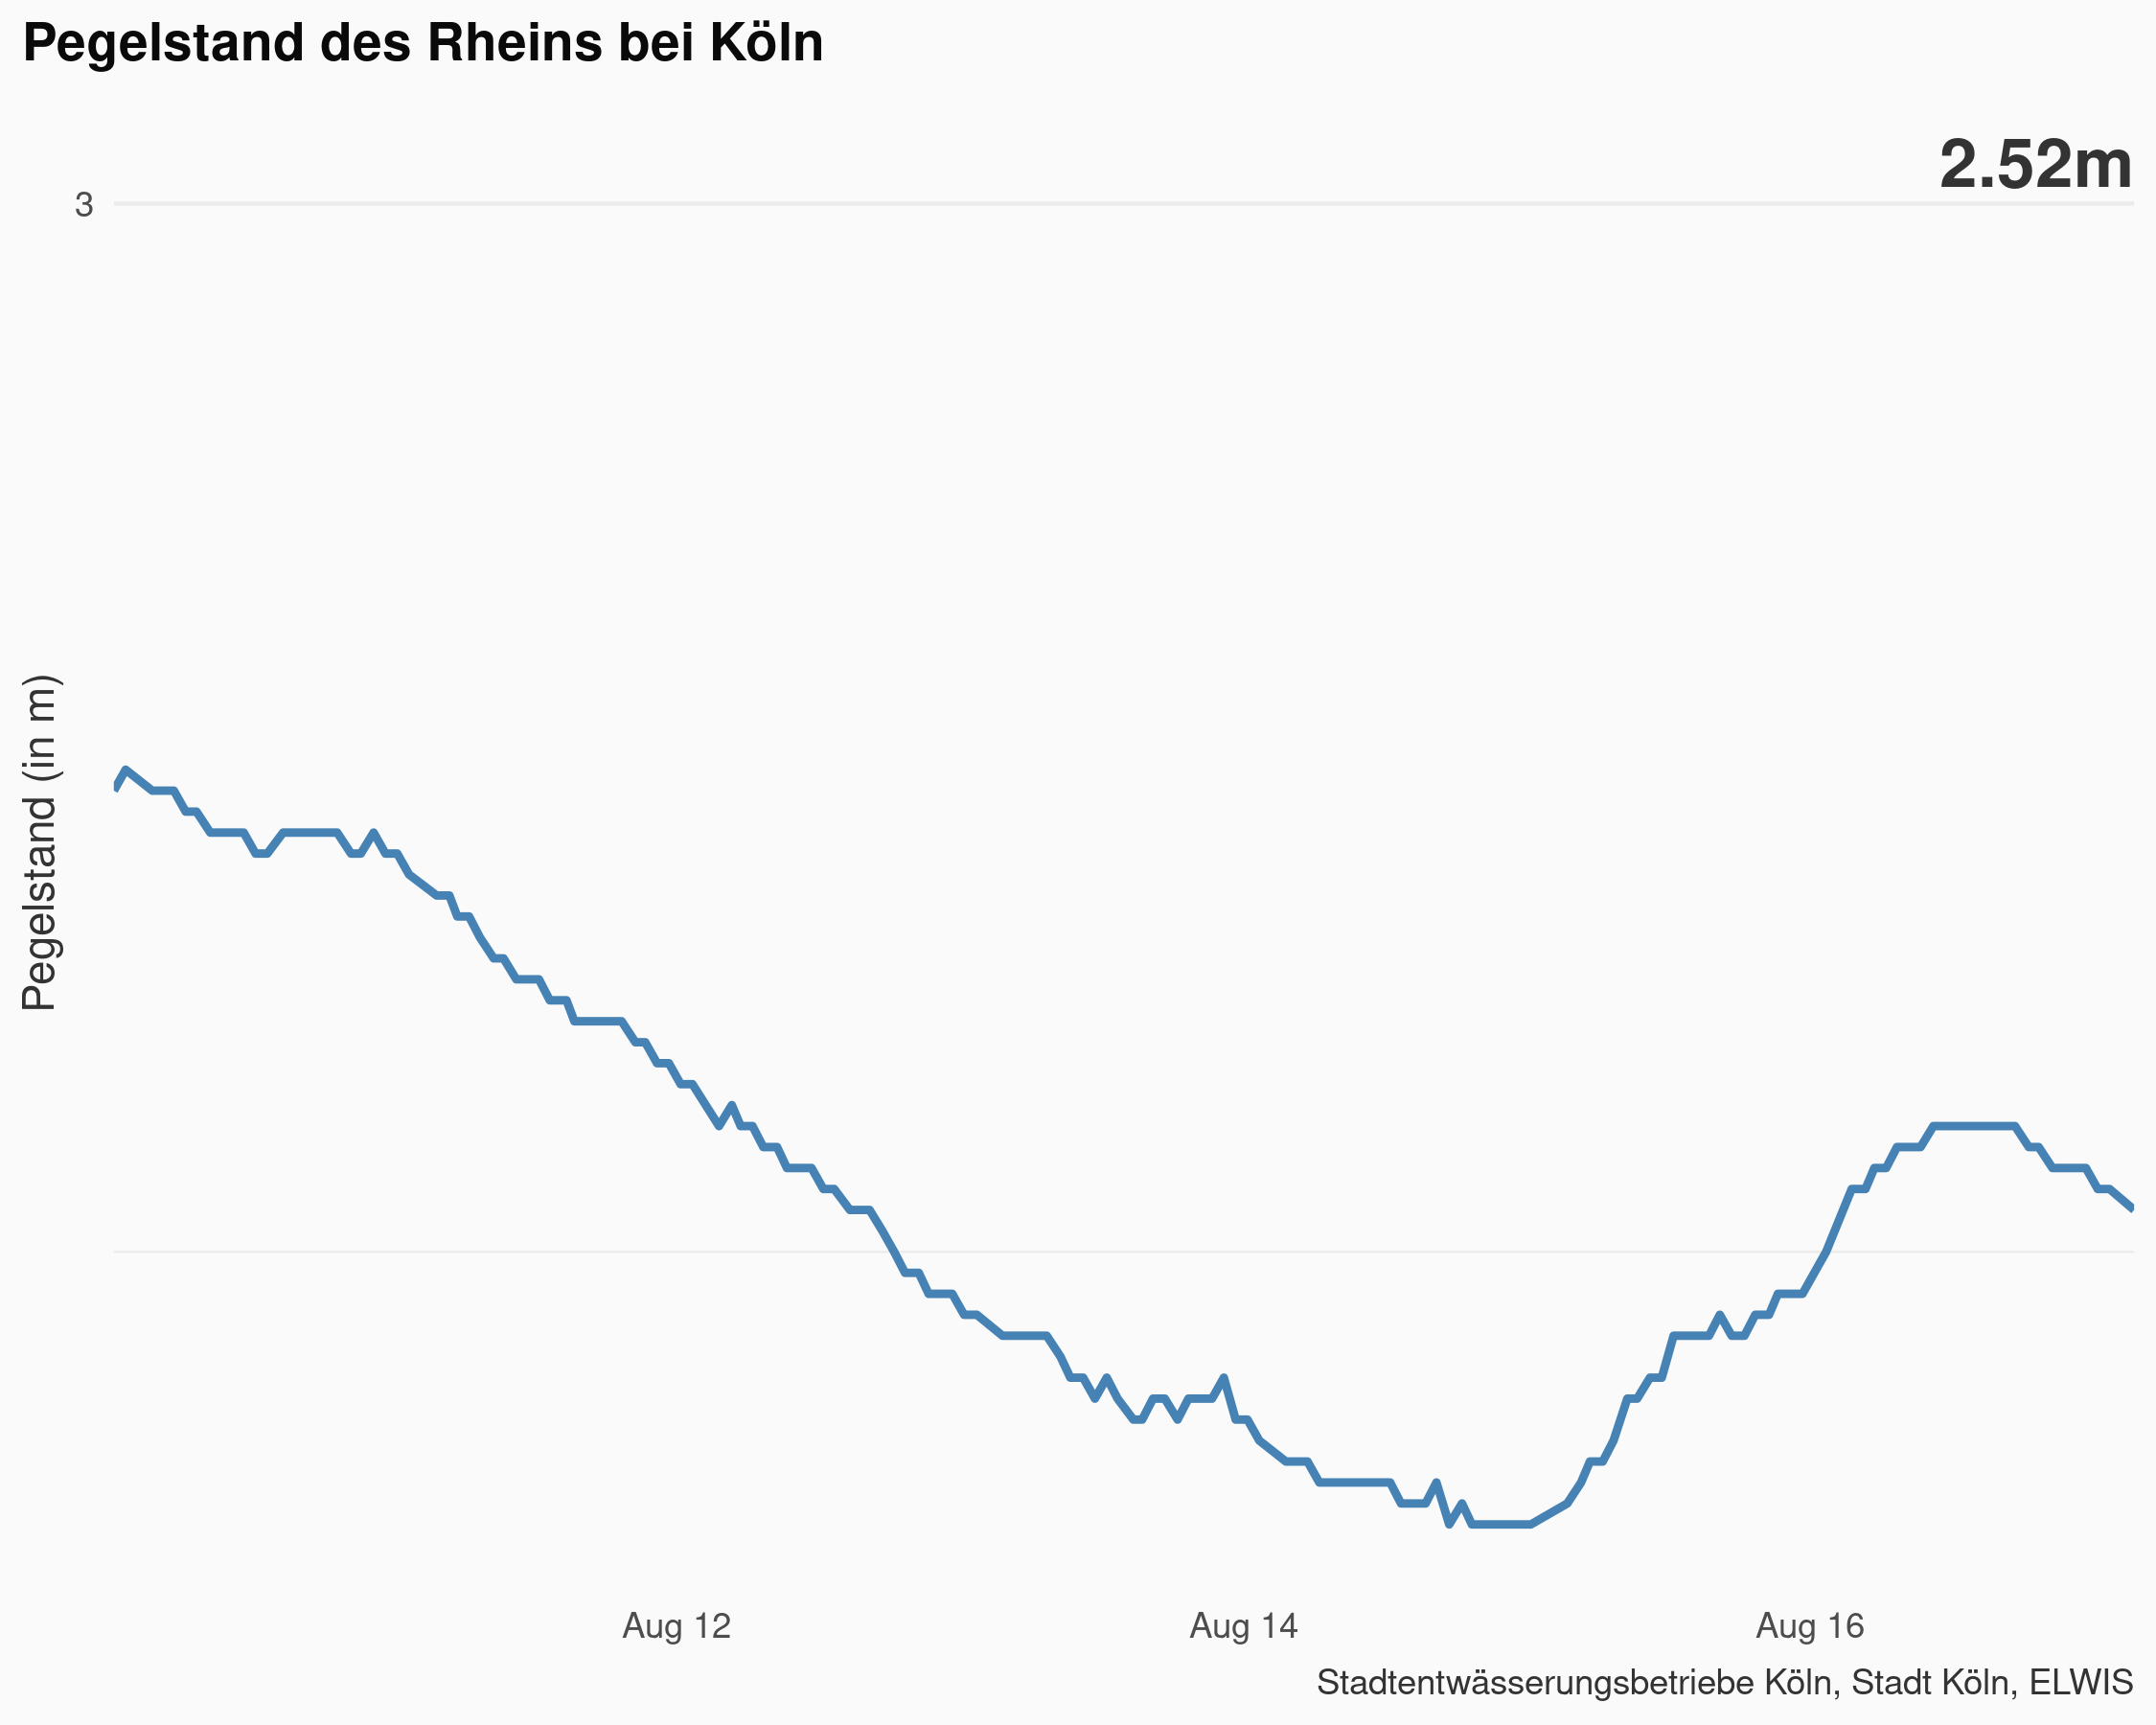 Pegelstand des Rheins bei Köln
2.52m
3
Pegelstand (in m)
Aug 12
Aug 14
Aug 16
Stadtentwässerungsbetriebe Köln, Stadt Köln, ELWIS